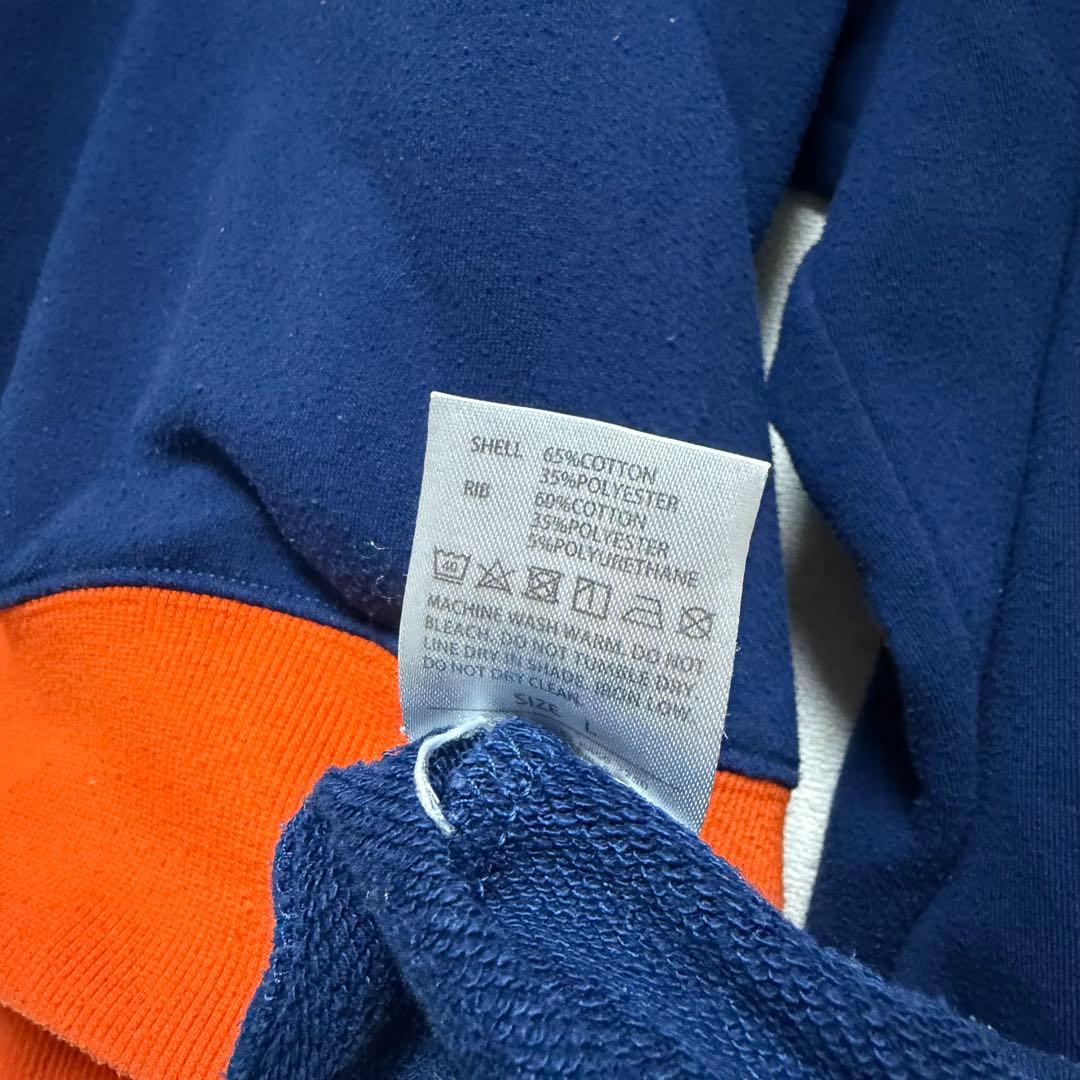 SHELL 65%COTTON
35%POLYESTER
RIB 60%COTTON
35%POLYESTER
5%POLYURETHANE
MACHINE WASH WARM. DO NOT
BLEACH. DO NOT TUMBLE DRY
LINE DRY IN SHADE. IRON LOW.
DO NOT DRY CLEAN.
SIZE L